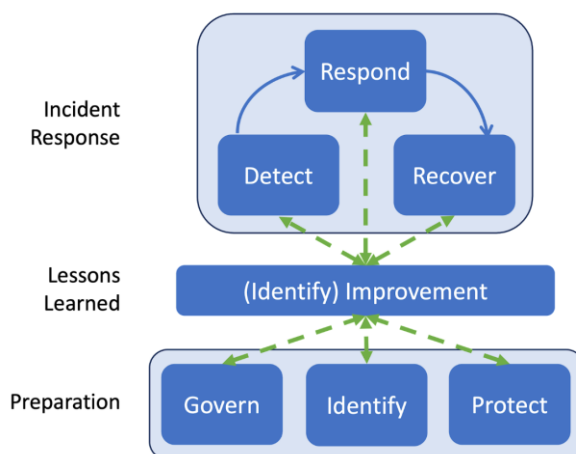 Incident
Response
Respond
Detect
Recover
Lessons
Learned
(Identify) Improvement
Preparation
Govern
Identify
Protect